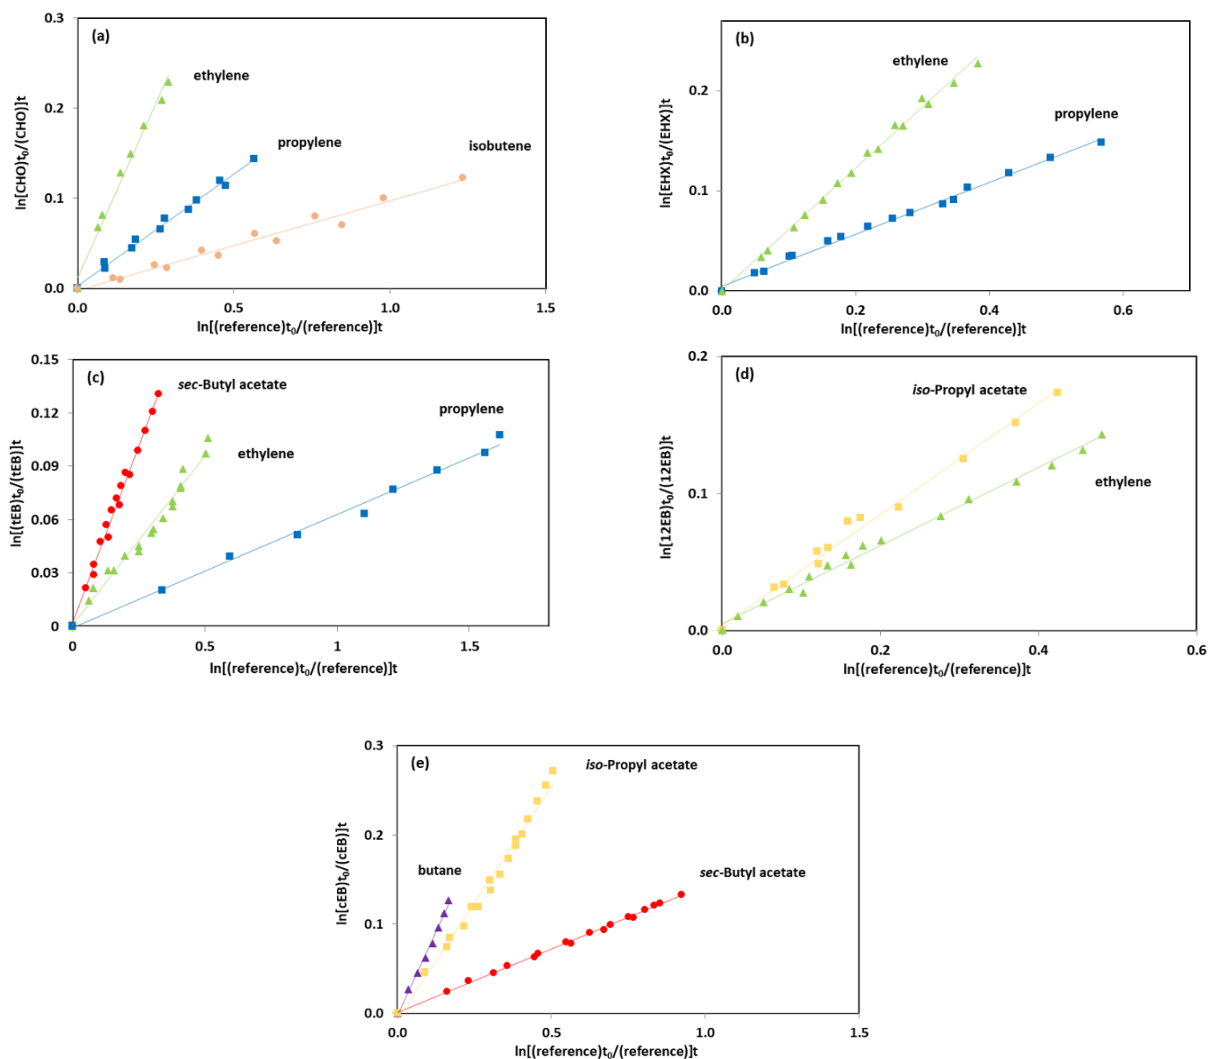 (a)
0.3
0.2
0.1
0.0
ln[CHO)t₀/(CHO)]t
ethylene
propylene
isobutene
0.0 0.5 1.0 1.5
ln[(reference)t₀/(reference)]t
(b)
0.2
0.1
0.0
ln[EHX)t₀/(EHX)]t
ethylene
propylene
0.0 0.2 0.4 0.6
ln[(reference)t₀/(reference)]t
(c)
0.15
0.12
0.09
0.06
0.03
0
ln[(tEB)t₀/(tEB)]t
sec-Butyl acetate
propylene
ethylene
0 0.5 1 1.5
ln[(reference)t₀/(reference)]t
(d)
0.2
0.1
0.0
ln[12EB)t₀/(12EB)]t
iso-Propyl acetate
ethylene
0.0 0.2 0.4 0.6
ln[(reference)t₀/(reference)]t
(e)
0.3
0.2
0.1
0.0
ln[cEB)t₀/(cEB)]t
iso-Propyl acetate
butane
sec-Butyl acetate
0.0 0.5 1.0 1.5
ln[(reference)t₀/(reference)]t